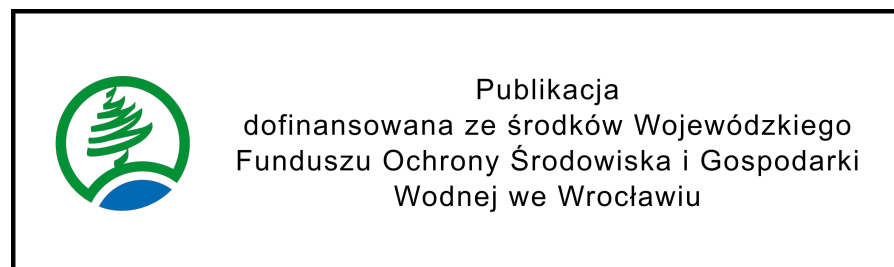 Publikacja
dofinansowana ze środków Wojewódzkiego
Funduszu Ochrony Środowiska i Gospodarki
Wodnej we Wrocławiu